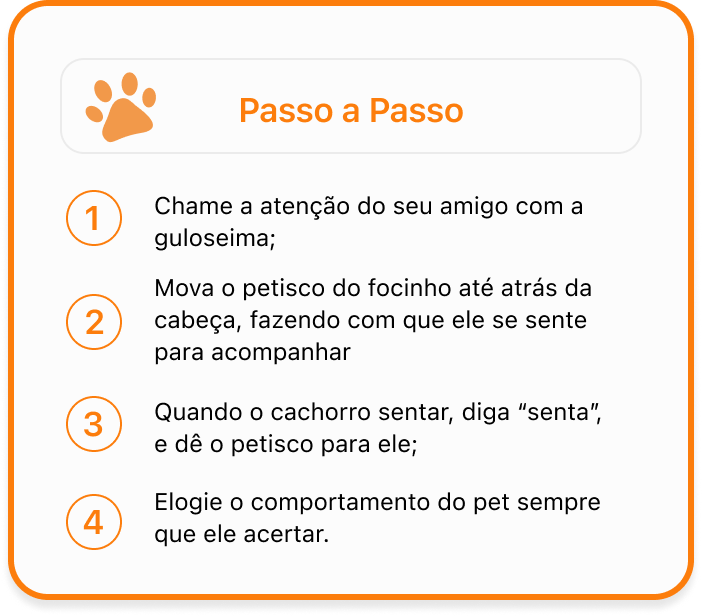 Passo a Passo
1
Chame a atenção do seu amigo com a
guloseima;
2
Mova o petisco do focinho até atrás da
cabeça, fazendo com que ele se sente
para acompanhar
3
Quando o cachorro sentar, diga “senta”,
e dê o petisco para ele;
4
Elogie o comportamento do pet sempre
que ele acertar.